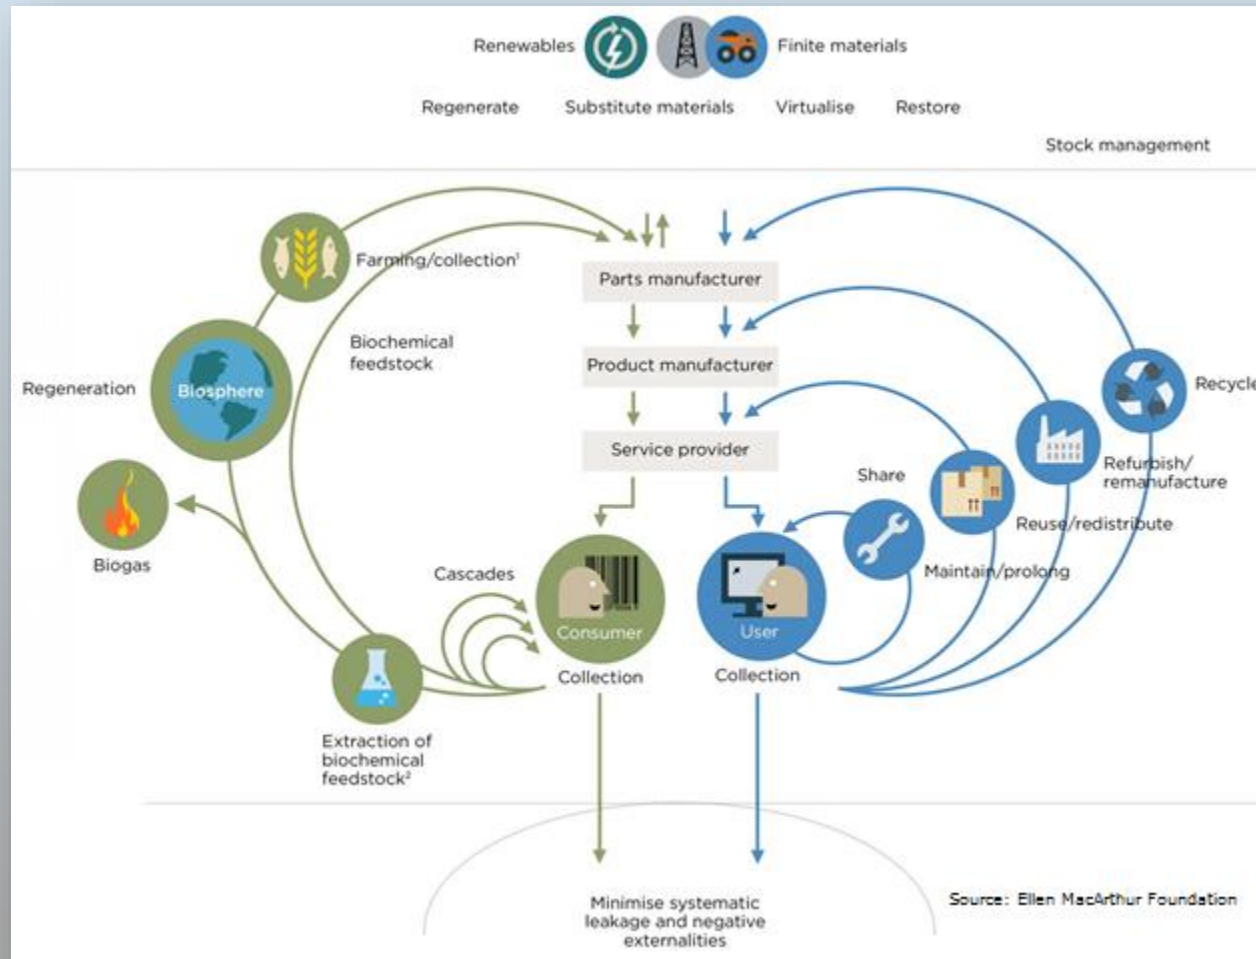 Renewables
Finite materials
Regenerate
Substitute materials
Virtualise
Restore
Stock management
Farming/collection¹
Parts manufacturer
Biochemical
feedstock
Product manufacturer
Regeneration
Biosphere
Recycle
Service provider
Share
Refurbish/
remanufacture
Reuse/redistribute
Biogas
Cascades
Maintain/prolong
Consumer
User
Collection
Collection
Extraction of
biochemical
feedstock²
Minimise systematic
leakage and negative
externalities
Source: Ellen MacArthur Foundation